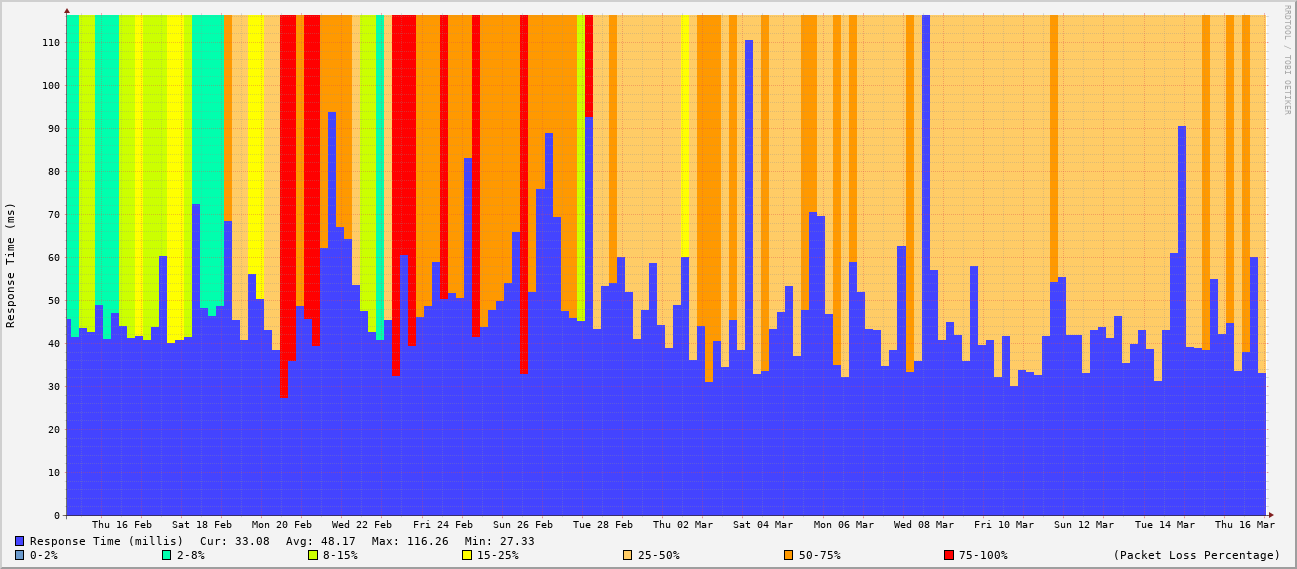 RRDTOOL / TOBI OETIKER
Response Time (ms)
110
100
90
80
70
60
50
40
30
20
10
0
Thu 16 Feb Sat 18 Feb Mon 20 Feb Wed 22 Feb Fri 24 Feb Sun 26 Feb Tue 28 Feb Thu 02 Mar Sat 04 Mar Mon 06 Mar Wed 08 Mar Fri 10 Mar Sun 12 Mar Tue 14 Mar Thu 16 Mar
Response Time (millis) Cur: 33.08 Avg: 48.17 Max: 116.26 Min: 27.33
0-2% 2-8% 8-15% 15-25% 25-50% 50-75% 75-100% (Packet Loss Percentage)